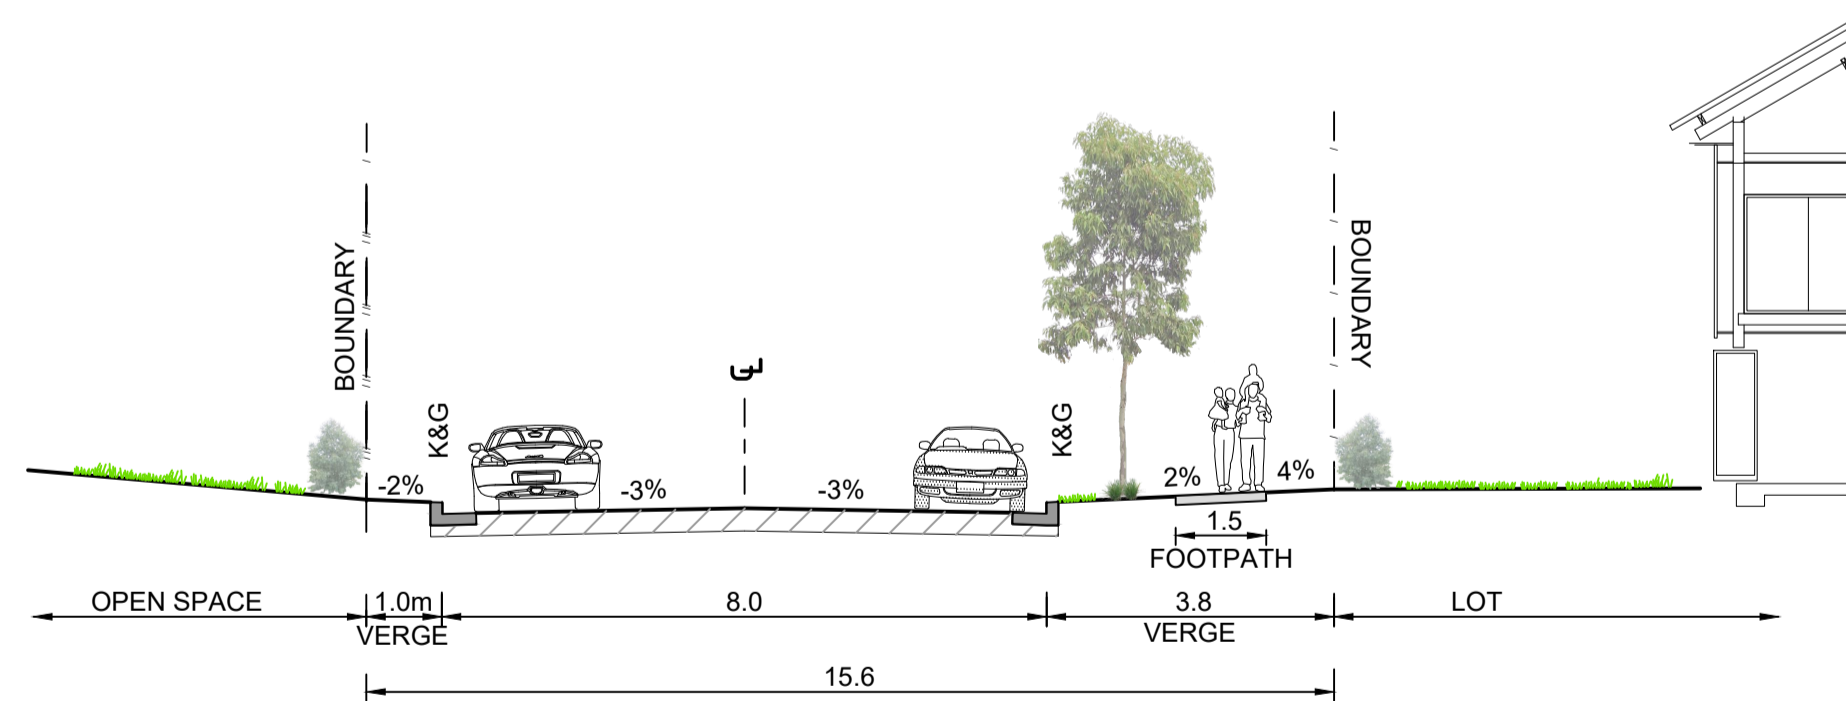 BOUNDARY
BOUNDARY
K&G
K&G
-2%
-3%
-3%
2%
4%
1.5
FOOTPATH
OPEN SPACE
1.0m
8.0
3.8
LOT
VERGE
VERGE
15.6